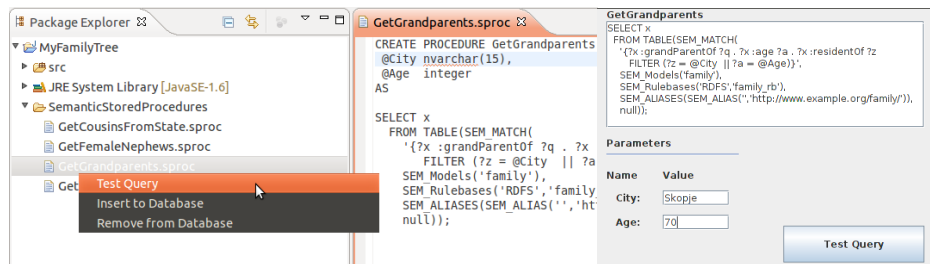 Package Explorer
MyFamilyTree
src
JRE System Library [JavaSE-1.6]
SemanticStoredProcedures
GetCousinsFromState.sproc
GetFemaleNephews.sproc
GetGrandparents.sproc
Get
Test Query
Insert to Database
Remove from Database
GetGrandparents.sproc
CREATE PROCEDURE GetGrandparents
@City nvarchar(15),
@Age integer
AS
SELECT x
FROM TABLE(SEM_MATCH(
'{?x :grandParentOf ?q . ?x
FILTER (?z = @City || ?a
SEM_Models('family'),
SEM_Rulebases('RDFS','family_
SEM_ALIASES(SEM_ALIAS('','ht
null));
GetGrandparents
SELECT x
FROM TABLE(SEM_MATCH(
'{?x :grandParentOf ?q . ?x :age ?a . ?x :residentOf ?z
FILTER (?z = @City ||?a = @Age)}',
SEM_Models('family'),
SEM_Rulebases('RDFS','family_rb'),
SEM_ALIASES(SEM_ALIAS('','http://www.example.org/family/')),
null));
Parameters
Name Value
City: Skopje
Age: 70
Test Query